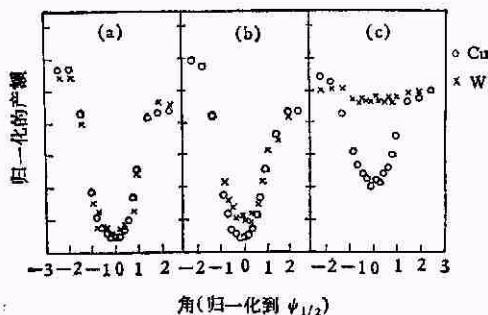 (a)
(b)
(c)
○ Cu
× W
归一化的产额
-3 -2 -1 0 1 2
-2 -1 0 1 2
-2 -1 0 1 2 3
角(归一化到 ψ1/2)